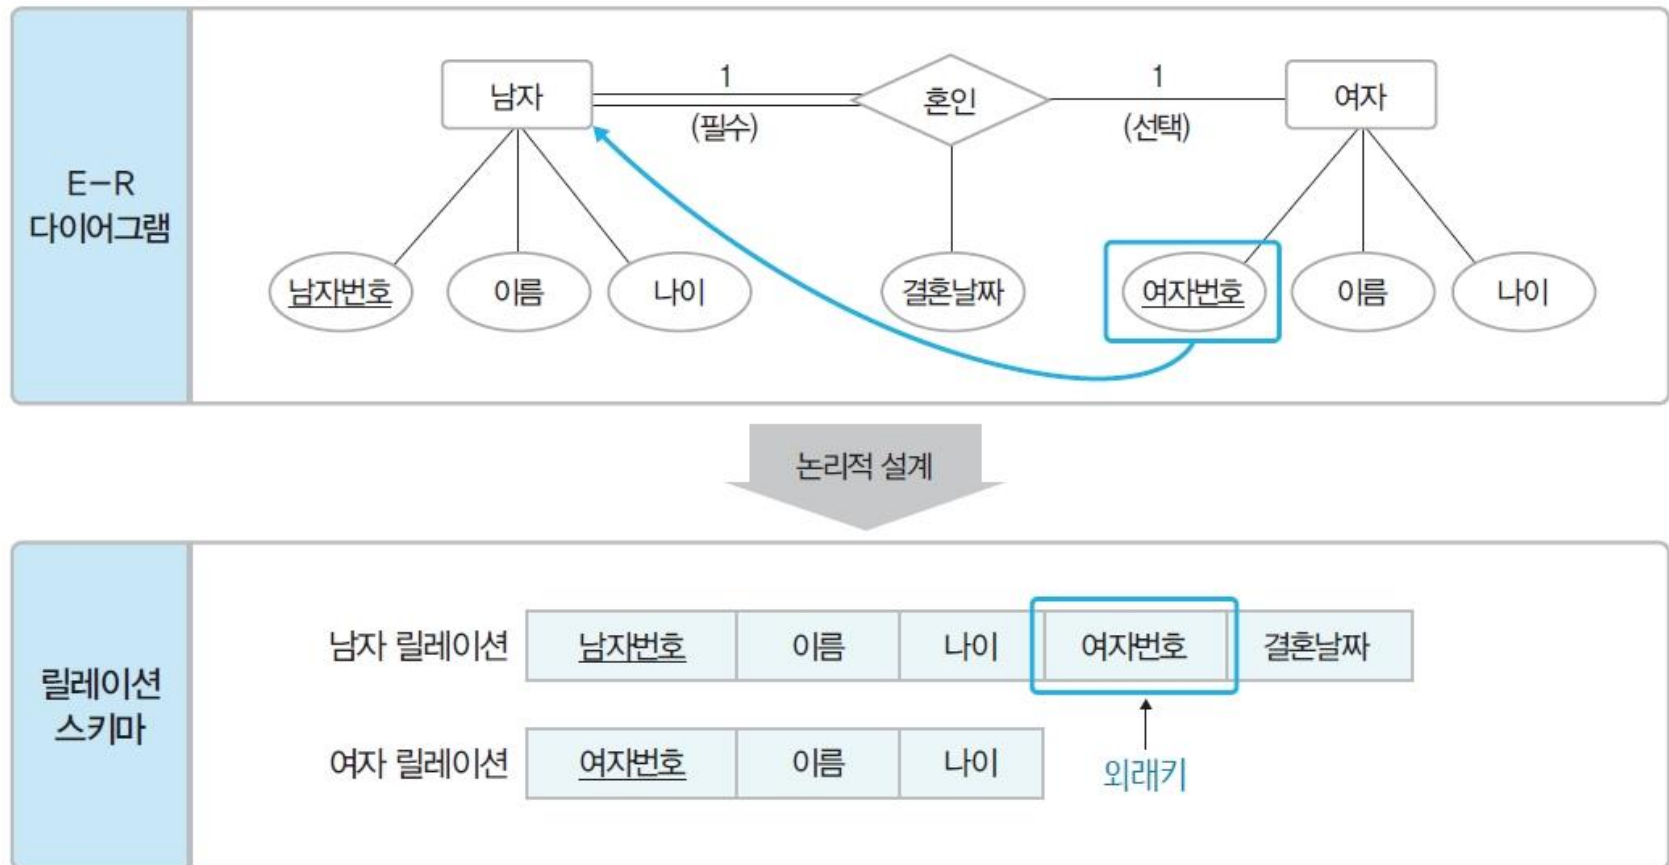 E-R
다이어그램
남자
1
(필수)
혼인
1
(선택)
여자
남자번호
이름
나이
결혼날짜
여자번호
이름
나이
논리적 설계
릴레이션
스키마
남자 릴레이션
남자번호
이름
나이
여자번호
결혼날짜
여자 릴레이션
여자번호
이름
나이
외래키